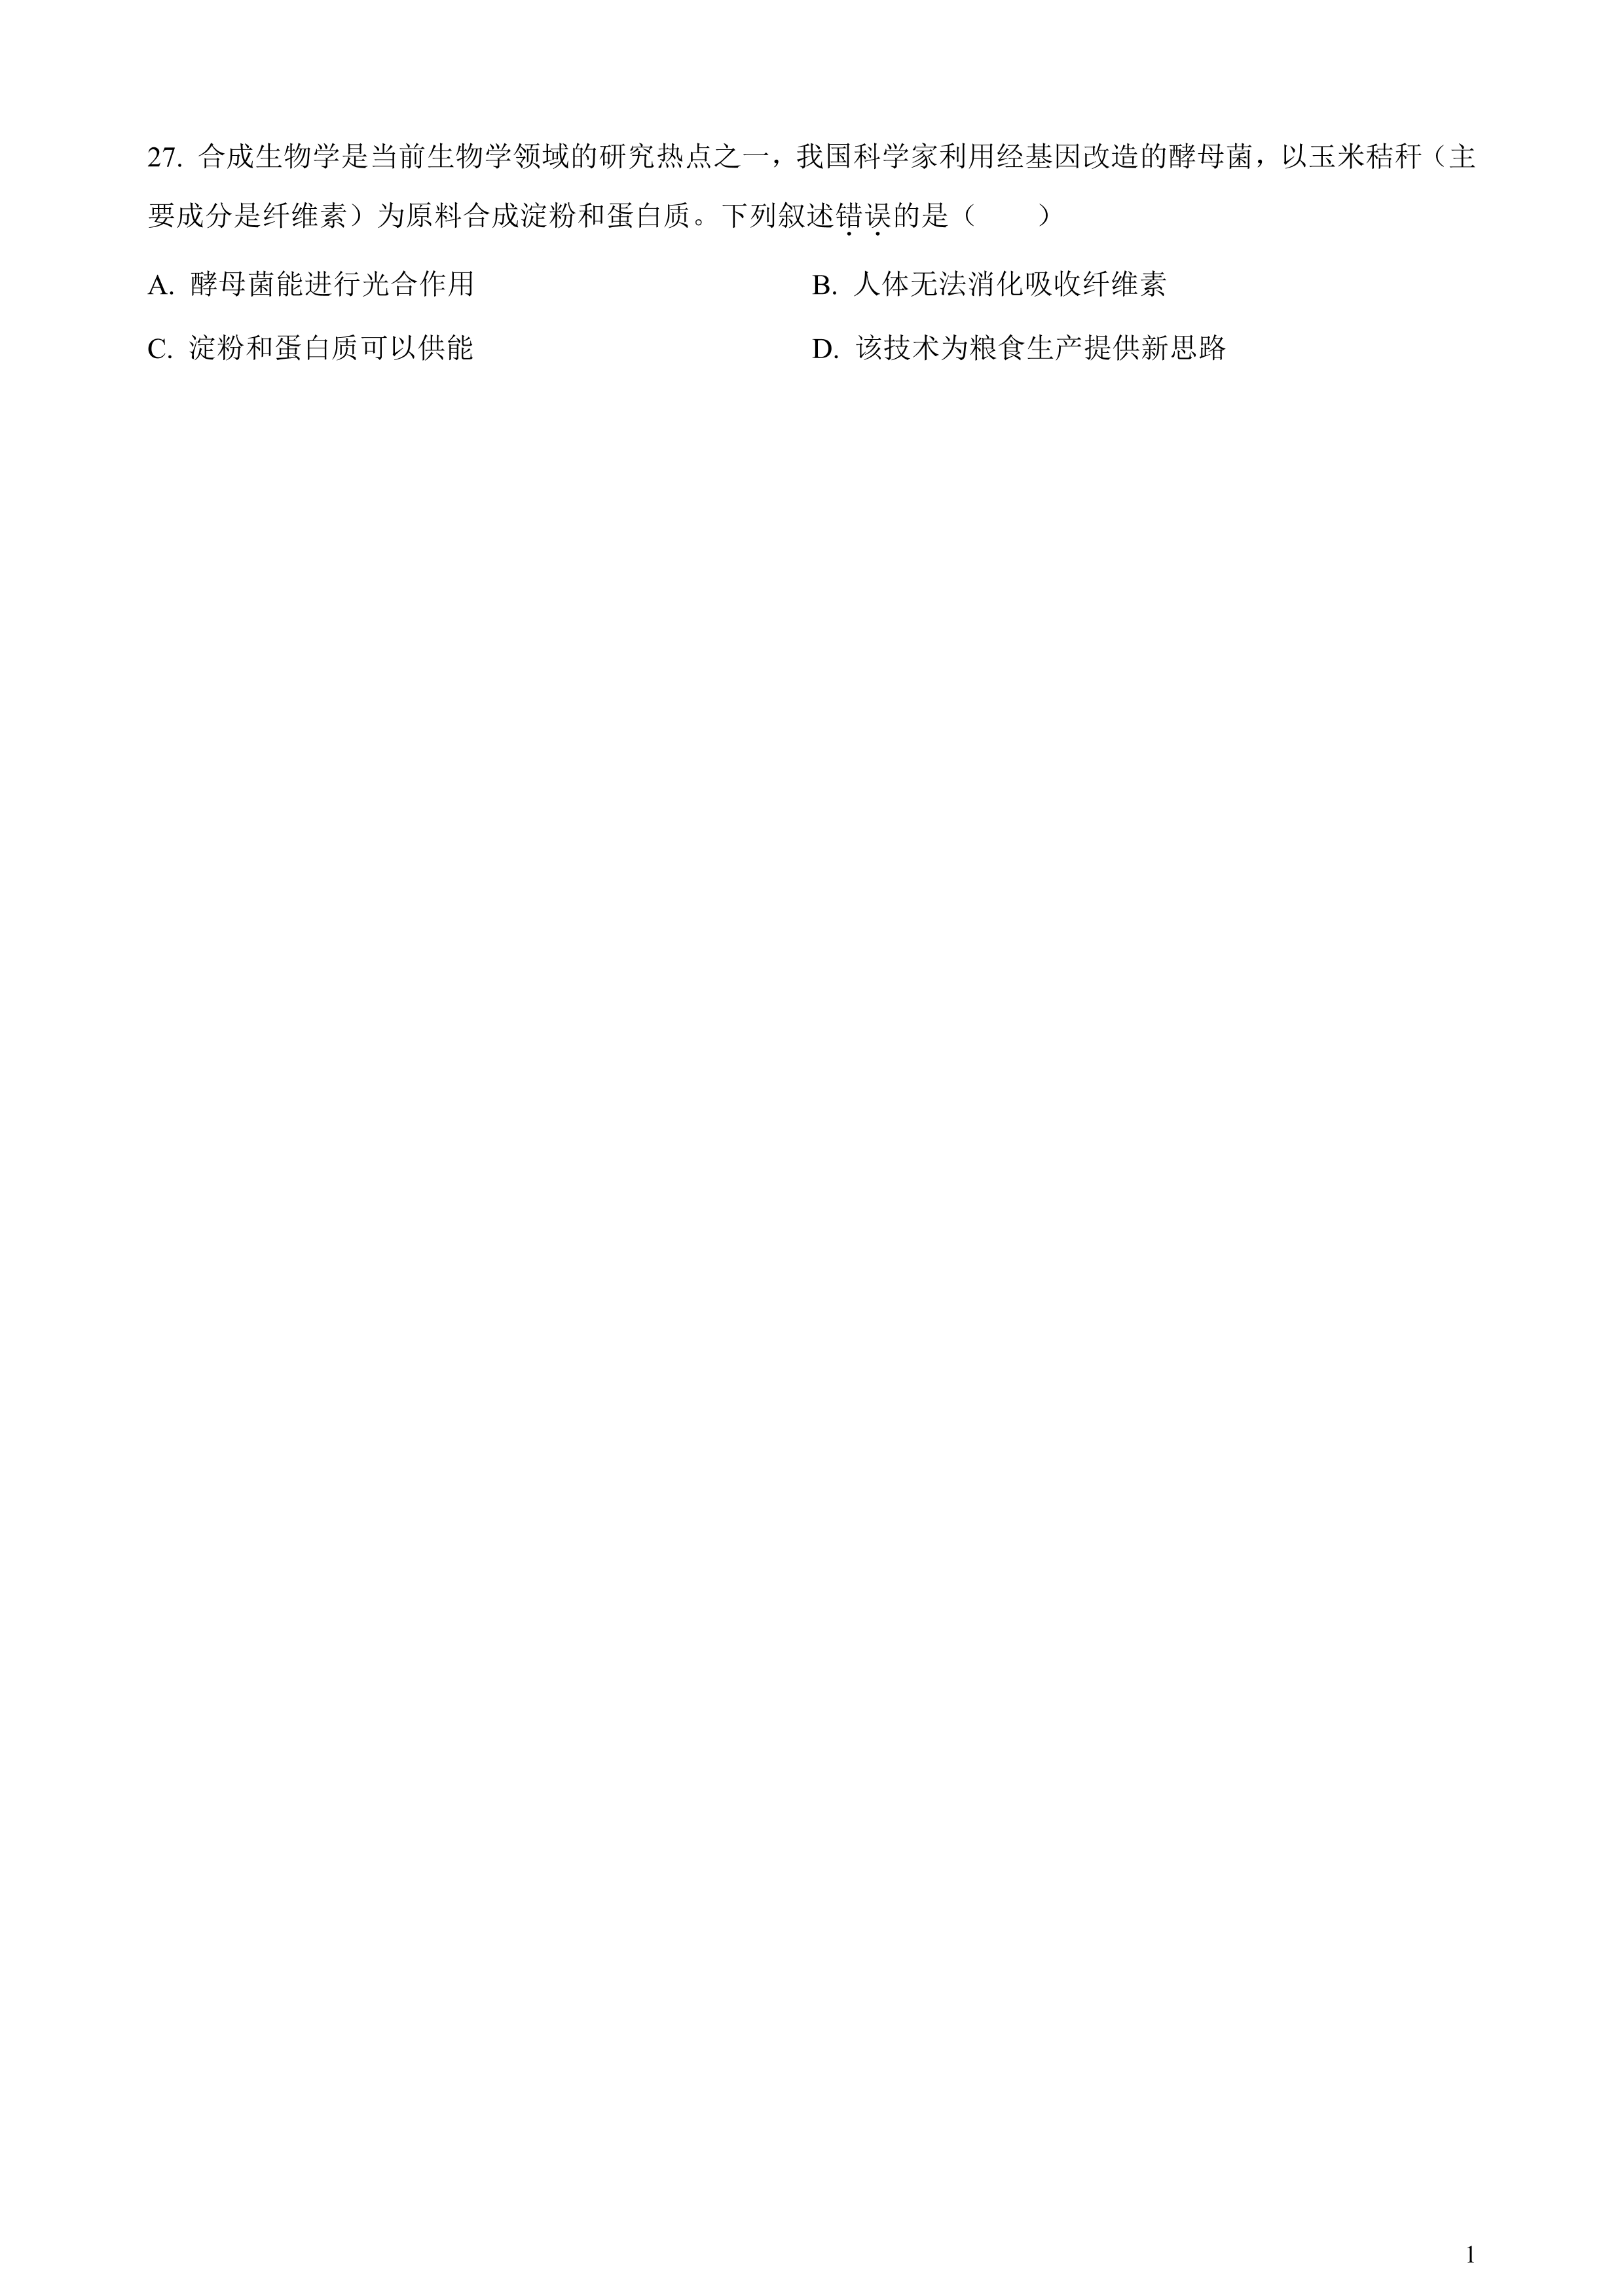 27. 合成生物学是当前生物学领域的研究热点之一，我国科学家利用经基因改造的酵母菌，以玉米秸秆（主
要成分是纤维素）为原料合成淀粉和蛋白质。下列叙述错误的是（　　）
A. 酵母菌能进行光合作用　　B. 人体无法消化吸收纤维素
C. 淀粉和蛋白质可以供能　　D. 该技术为粮食生产提供新思路
1